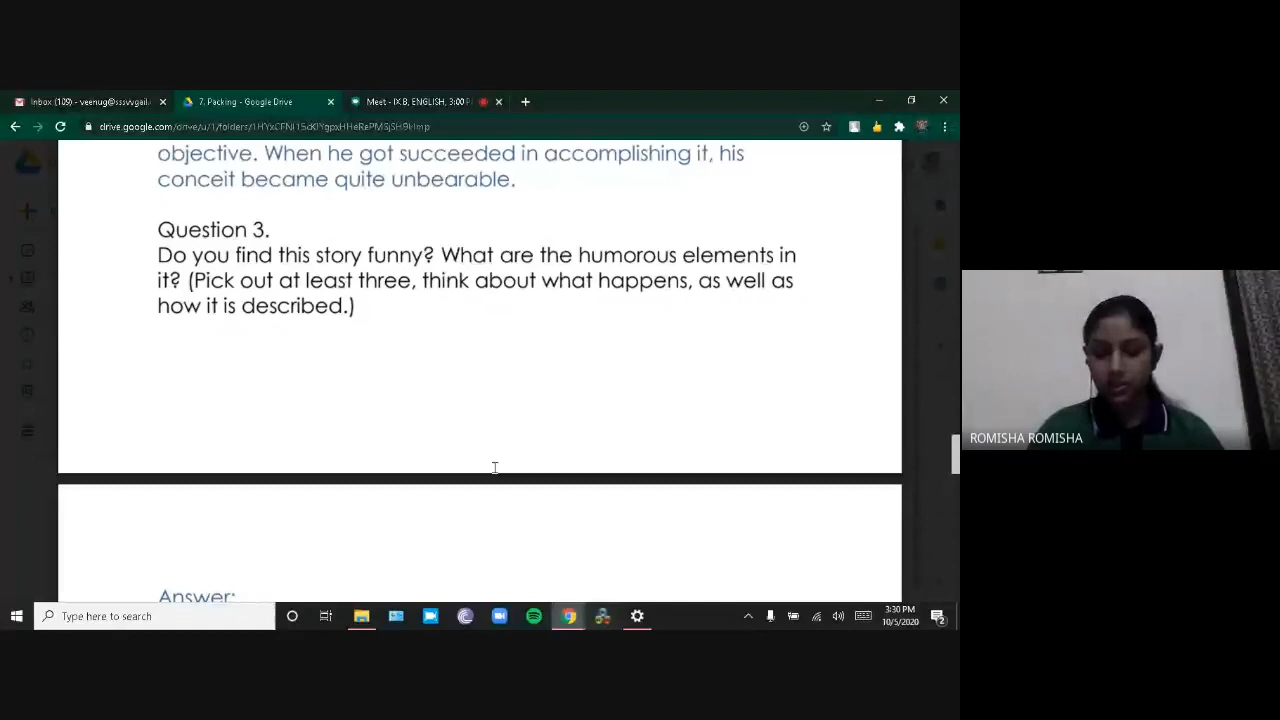 Inbox (109) - veenug@sssvvgail.
7. Packing - Google Drive
Meet - IX B, ENGLISH, 3:00 P
objective. When he got succeeded in accomplishing it, his
conceit became quite unbearable.
Question 3.
Do you find this story funny? What are the humorous elements in
it? (Pick out at least three, think about what happens, as well as
how it is described.)
ROMISHA ROMISHA
Answer:
Type here to search
3:30 PM
10/5/2020